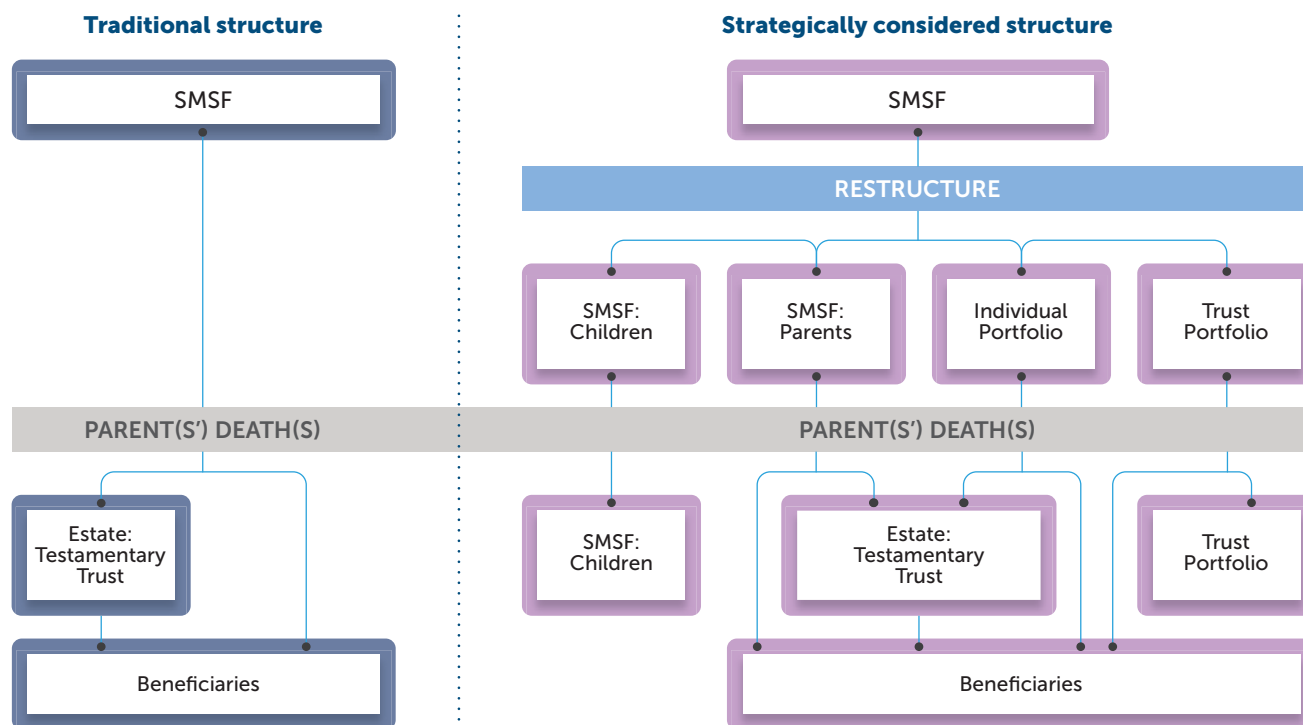 Traditional structure
SMSF
PARENT(S') DEATH(S)
Estate:
Testamentary
Trust
Beneficiaries
Strategically considered structure
SMSF
RESTRUCTURE
SMSF:
Children
SMSF:
Parents
Individual
Portfolio
Trust
Portfolio
PARENT(S') DEATH(S)
SMSF:
Children
Estate:
Testamentary
Trust
Trust
Portfolio
Beneficiaries